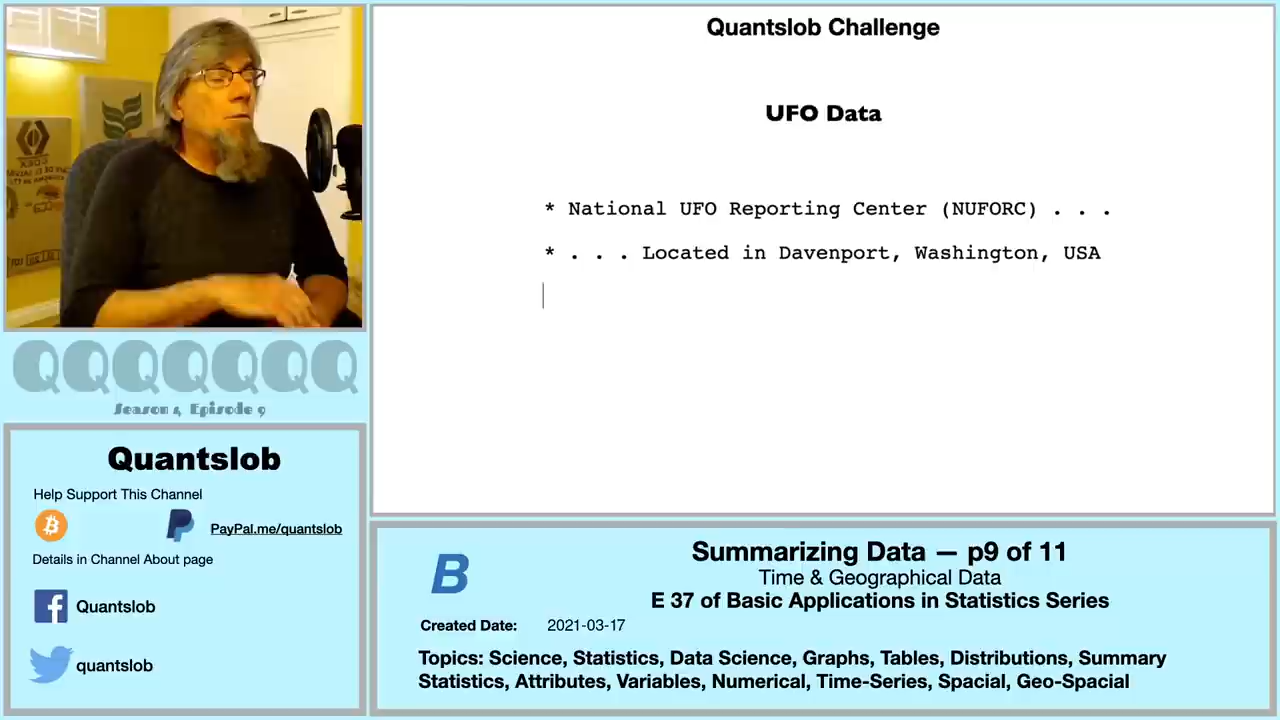 Quantslob Challenge
UFO Data
* National UFO Reporting Center (NUFORC) . . .
* . . . Located in Davenport, Washington, USA
QQQQQQQ
Season 4, Episode 9
Quantslob
Help Support This Channel
PayPal.me/quantslob
Details in Channel About page
Quantslob
quantslob
B
Summarizing Data — p9 of 11
Time & Geographical Data
E 37 of Basic Applications in Statistics Series
Created Date: 2021-03-17
Topics: Science, Statistics, Data Science, Graphs, Tables, Distributions, Summary
Statistics, Attributes, Variables, Numerical, Time-Series, Spacial, Geo-Spacial